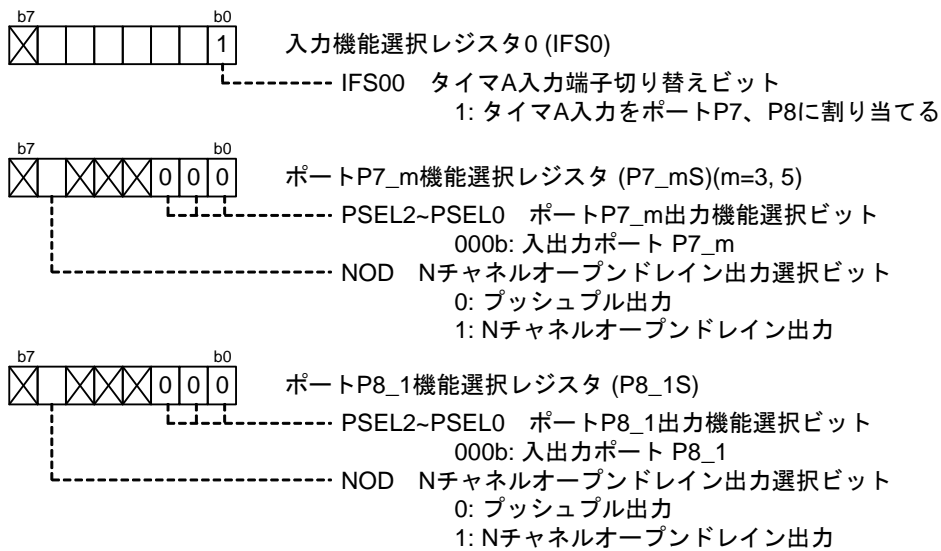 b7 b0
1 入力機能選択レジスタ0 (IFS0)
IFS00 タイマA入力端子切り替えビット
1: タイマA入力をポートP7、P8に割り当てる
b7 b0
0 0 0 ポートP7_m機能選択レジスタ (P7_mS)(m=3, 5)
PSEL2~PSEL0 ポートP7_m出力機能選択ビット
000b: 入出力ポート P7_m
NOD Nチャネルオープンドレイン出力選択ビット
0: プッシュプル出力
1: Nチャネルオープンドレイン出力
b7 b0
0 0 0 ポートP8_1機能選択レジスタ (P8_1S)
PSEL2~PSEL0 ポートP8_1出力機能選択ビット
000b: 入出力ポート P8_1
NOD Nチャネルオープンドレイン出力選択ビット
0: プッシュプル出力
1: Nチャネルオープンドレイン出力